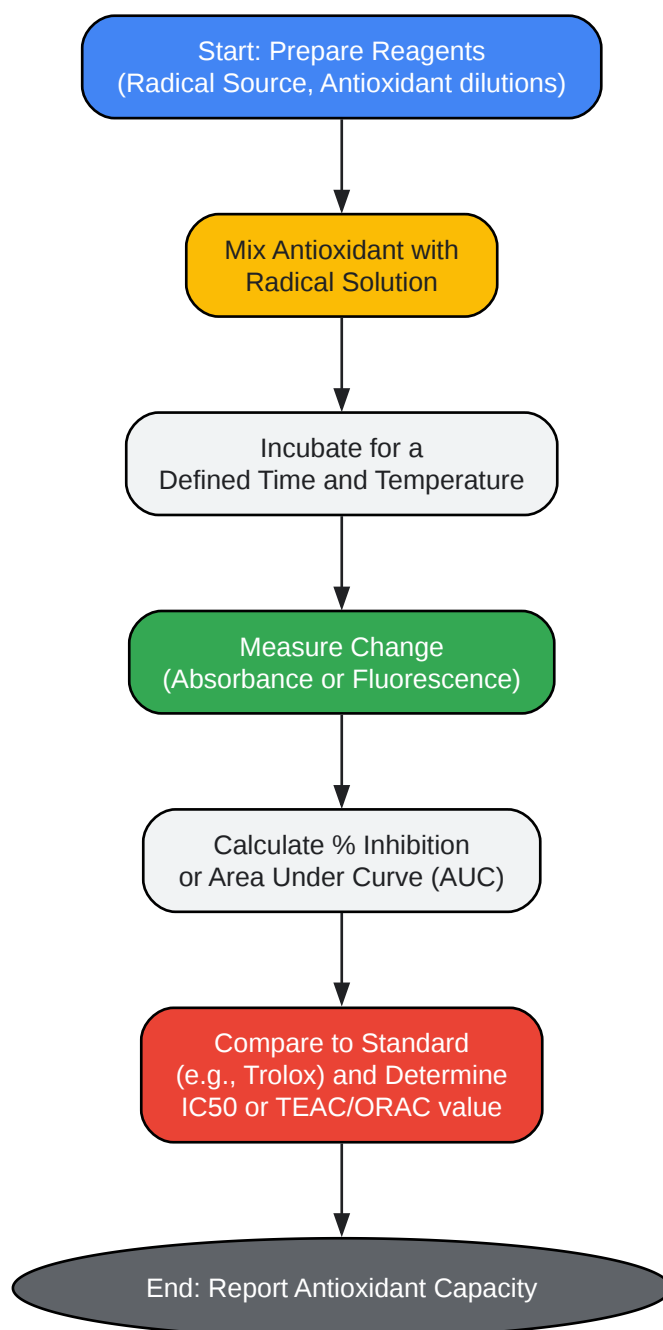 Start: Prepare Reagents
(Radical Source, Antioxidant dilutions)
Mix Antioxidant with
Radical Solution
Incubate for a
Defined Time and Temperature
Measure Change
(Absorbance or Fluorescence)
Calculate % Inhibition
or Area Under Curve (AUC)
Compare to Standard
(e.g., Trolox) and Determine
IC50 or TEAC/ORAC value
End: Report Antioxidant Capacity